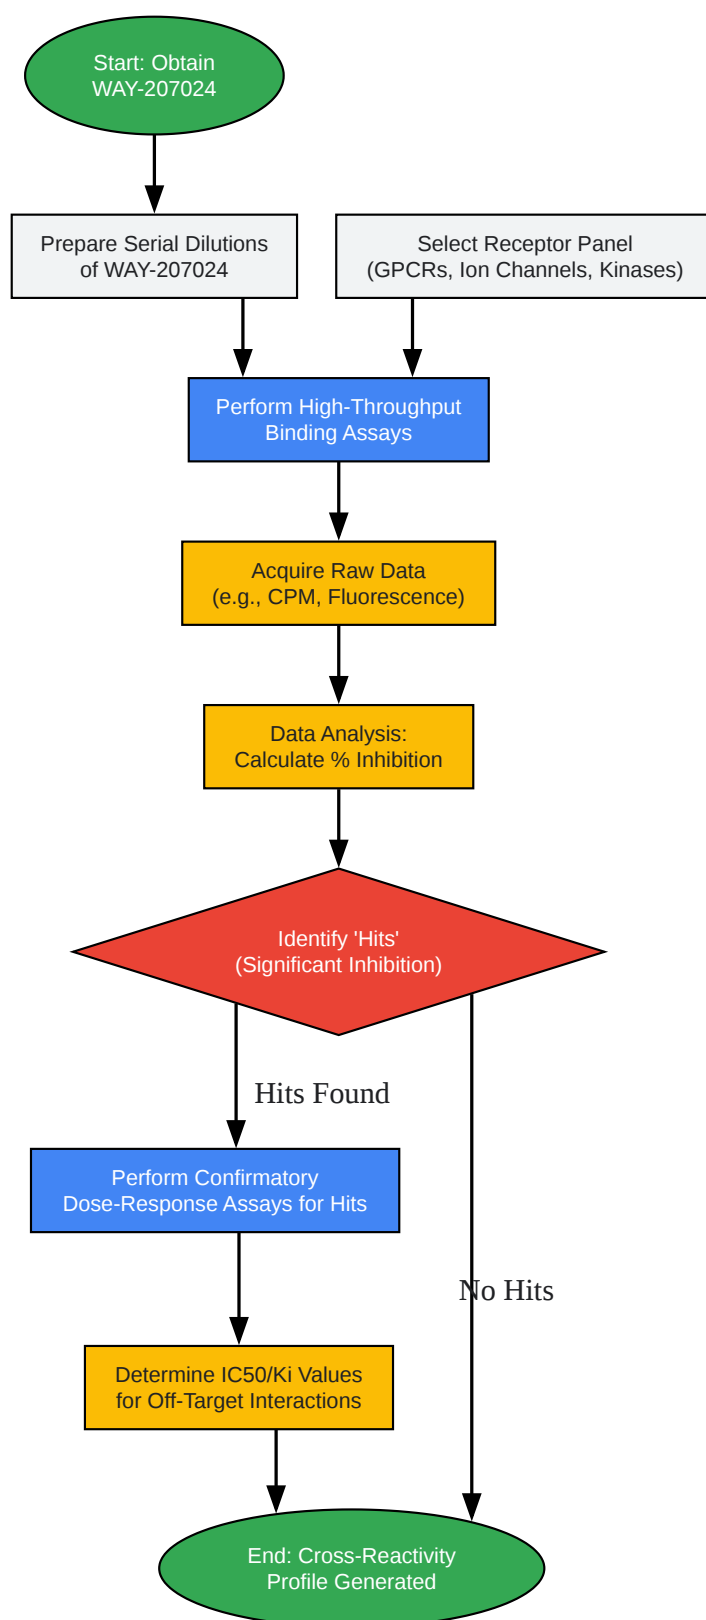 Start: Obtain
WAY-207024
Prepare Serial Dilutions
of WAY-207024
Select Receptor Panel
(GPCRs, Ion Channels, Kinases)
Perform High-Throughput
Binding Assays
Acquire Raw Data
(e.g., CPM, Fluorescence)
Data Analysis:
Calculate % Inhibition
Identify 'Hits'
(Significant Inhibition)
Hits Found
Perform Confirmatory
Dose-Response Assays for Hits
No Hits
Determine IC50/Ki Values
for Off-Target Interactions
End: Cross-Reactivity
Profile Generated